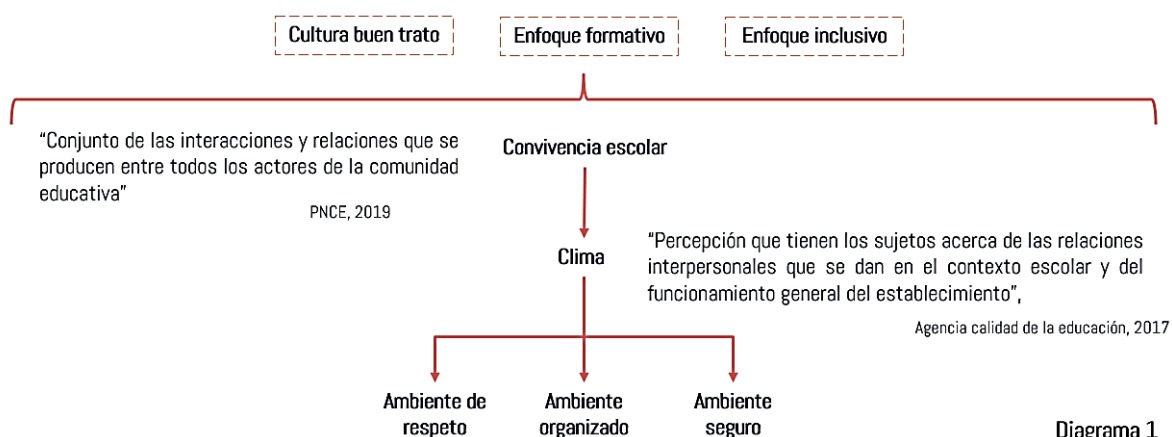 Cultura buen trato
Enfoque formativo
Enfoque inclusivo
"Conjunto de las interacciones y relaciones que se
producen entre todos los actores de la comunidad
educativa"
PNCE, 2019
Convivencia escolar
Clima
"Percepción que tienen los sujetos acerca de las relaciones
interpersonales que se dan en el contexto escolar y del
funcionamiento general del establecimiento",
Agencia calidad de la educación, 2017
Ambiente de
respeto
Ambiente
organizado
Ambiente
seguro
Diagrama 1